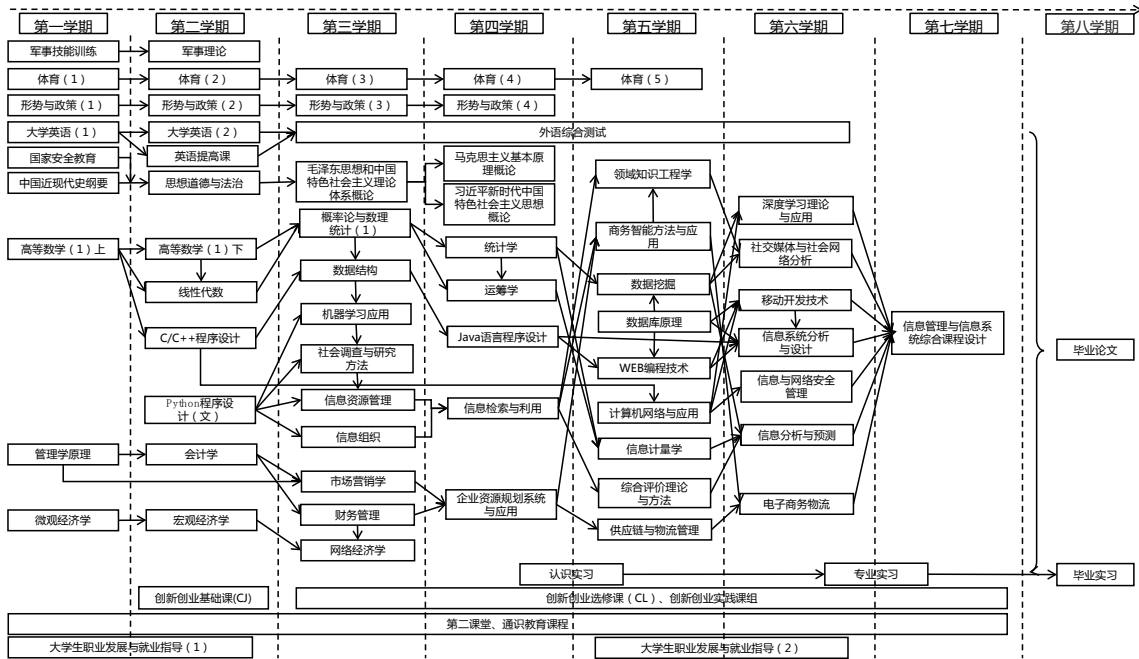 第一学期
第二学期
第三学期
第四学期
第五学期
第六学期
第七学期
第八学期
军事技能训练
军事理论
体育（1）
体育（2）
体育（3）
体育（4）
体育（5）
形势与政策（1）
形势与政策（2）
形势与政策（3）
形势与政策（4）
大学英语（1）
大学英语（2）
外语综合测试
国家安全教育
英语提高课
中国近现代史纲要
思想道德与法治
毛泽东思想和中国
特色社会主义理论
体系概论
马克思主义基本原
理概论
习近平新时代中国
特色社会主义思想
概论
领域知识工程学
深度学习理论
与应用
高等数学（1）上
高等数学（1）下
概率论与数理
统计（1）
统计学
商务智能方法与应
用
社交媒体与社会网
络分析
线性代数
数据结构
运筹学
数据挖掘
移动开发技术
C/C++程序设计
机器学习应用
Java语言程序设计
数据库原理
信息系统分析
与设计
信息管理与信息系
统综合课程设计
毕业论文
社会调查与研究
方法
WEB编程技术
信息与网络安全
管理
Python程序设
计（文）
信息资源管理
信息检索与利用
计算机网络与应用
信息组织
信息计量学
信息分析与预测
管理学原理
会计学
市场营销学
综合评价理论
与方法
微观经济学
宏观经济学
财务管理
企业资源规划系统
与应用
供应链与物流管理
电子商务物流
网络经济学
认识实习
专业实习
毕业实习
创新创业基础课(CJ)
创新创业选修课（CL）、创新创业实践课组
第二课堂、通识教育课程
大学生职业发展与就业指导（1）
大学生职业发展与就业指导（2）